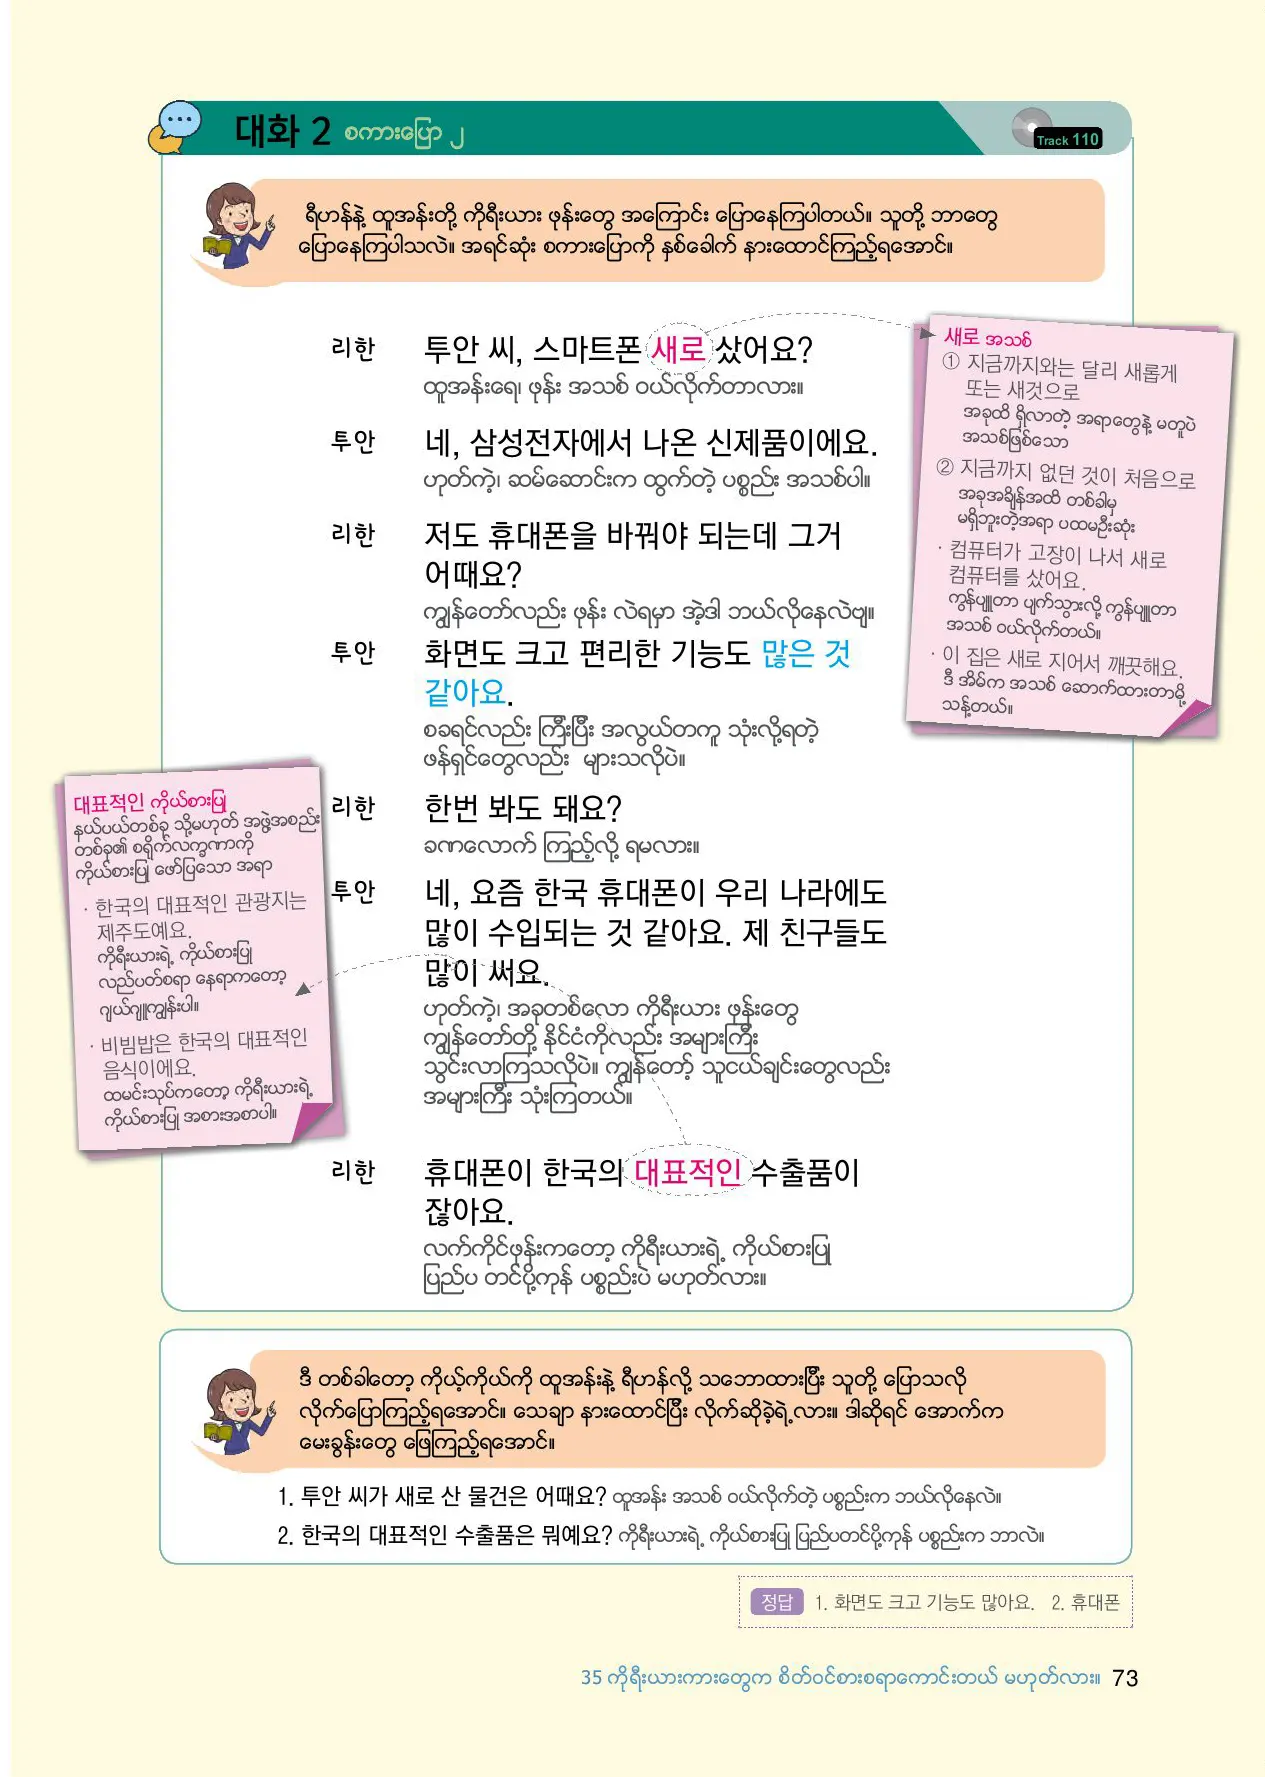 대화 2 စကားပြော ၂
Track 110
ရီဟန်နဲ့ ထူအန်းတို့ ကိုရီးယား ဖုန်းတွေ အကြောင်း ပြောနေကြပါတယ်။ သူတို့ ဘာတွေ
ပြောနေကြပါသလဲ။ အရင်ဆုံး စကားပြောကို နှစ်ခေါက် နားထောင်ကြည့်ရအောင်။
리한 투안 씨, 스마트폰 새로 샀어요?
ထူအန်းရေ၊ ဖုန်း အသစ် ဝယ်လိုက်တာလား။
투안 네, 삼성전자에서 나온 신제품이에요.
ဟုတ်ကဲ့၊ ဆမ်ဆောင်းက ထွက်တဲ့ ပစ္စည်း အသစ်ပါ။
리한 저도 휴대폰을 바꿔야 되는데 그거
어때요?
ကျွန်တော်လည်း ဖုန်း လဲရမှာ အဲ့ဒါ ဘယ်လိုနေလဲဗျ။
투안 화면도 크고 편리한 기능도 많은 것
같아요.
စခရင်လည်း ကြီးပြီး အလွယ်တကူ သုံးလို့ရတဲ့
ဖန်ရှင်တွေလည်း များသလိုပဲ။
리한 한번 봐도 돼요?
ခဏလောက် ကြည့်လို့ ရမလား။
투안 네, 요즘 한국 휴대폰이 우리 나라에도
많이 수입되는 것 같아요. 제 친구들도
많이 써요.
ဟုတ်ကဲ့၊ အခုတစ်လော ကိုရီးယား ဖုန်းတွေ
ကျွန်တော်တို့ နိုင်ငံကိုလည်း အများကြီး
သွင်းလာကြသလိုပဲ။ ကျွန်တော့် သူငယ်ချင်းတွေလည်း
အများကြီး သုံးကြတယ်။
리한 휴대폰이 한국의 대표적인 수출품이
잖아요.
လက်ကိုင်ဖုန်းကတော့ ကိုရီးယားရဲ့ ကိုယ်စားပြု
ပြည်ပ တင်ပို့ကုန် ပစ္စည်းပဲ မဟုတ်လား။
새로 အသစ်
① 지금까지와는 달리 새롭게
또는 새것으로
အခုထိ ရှိလာတဲ့ အရာတွေနဲ့ မတူပဲ
အသစ်ဖြစ်သော
② 지금까지 없던 것이 처음으로
အခုအချိန်အထိ တစ်ခါမှ
မရှိဘူးတဲ့အရာ ပထမဦးဆုံး
· 컴퓨터가 고장이 나서 새로
컴퓨터를 샀어요.
ကွန်ပျူတာ ပျက်သွားလို့ ကွန်ပျူတာ
အသစ် ဝယ်လိုက်တယ်။
· 이 집은 새로 지어서 깨끗해요.
ဒီ အိမ်က အသစ် ဆောက်ထားတာမို့
သန့်တယ်။
대표적인 ကိုယ်စားပြု
နယ်ပယ်တစ်ခု သို့မဟုတ် အဖွဲ့အစည်း
တစ်ခု၏ စရိုက်လက္ခဏာကို
ကိုယ်စားပြု ဖော်ပြသော အရာ
· 한국의 대표적인 관광지는
제주도예요.
ကိုရီးယားရဲ့ ကိုယ်စားပြု
လည်ပတ်စရာ နေရာကတော့
ဂျယ်ဂျူကျွန်းပါ။
· 비빔밥은 한국의 대표적인
음식이에요.
ထမင်းသုပ်ကတော့ ကိုရီးယားရဲ့
ကိုယ်စားပြု အစားအစာပါ။
ဒီ တစ်ခါတော့ ကိုယ့်ကိုယ်ကို ထူအန်းနဲ့ ရီဟန်လို့ သဘောထားပြီး သူတို့ ပြောသလို
လိုက်ပြောကြည့်ရအောင်။ သေချာ နားထောင်ပြီး လိုက်ဆိုခဲ့ရဲ့လား။ ဒါဆိုရင် အောက်က
မေးခွန်းတွေ ဖြေကြည့်ရအောင်။
1. 투안 씨가 새로 산 물건은 어때요? ထူအန်း အသစ် ဝယ်လိုက်တဲ့ ပစ္စည်းက ဘယ်လိုနေလဲ။
2. 한국의 대표적인 수출품은 뭐예요? ကိုရီးယားရဲ့ ကိုယ်စားပြု ပြည်ပတင်ပို့ကုန် ပစ္စည်းက ဘာလဲ။
정답 1. 화면도 크고 기능도 많아요. 2. 휴대폰
35 ကိုရီးယားကားတွေက စိတ်ဝင်စားစရာကောင်းတယ် မဟုတ်လား။ 73